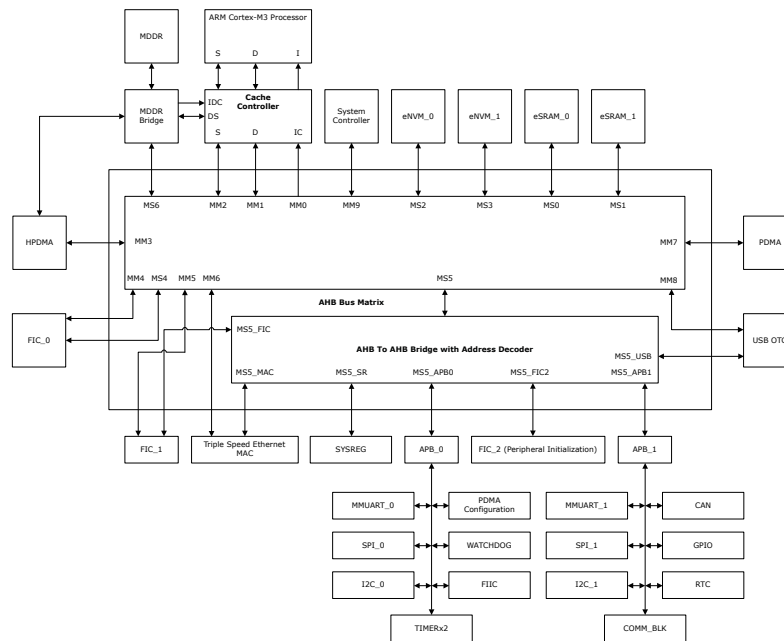 MDDR
ARM Cortex-M3 Processor
S D I
MDDR
Bridge
IDC
DS
Cache
Controller
S D IC
System
Controller
eNVM_0
eNVM_1
eSRAM_0
eSRAM_1
MS6 MM2 MM1 MM0 MM9 MS2 MS3 MS0 MS1
HPDMA
MM3
MM7
PDMA
MM4 MS4 MM5 MM6 MS5 MM8
AHB Bus Matrix
FIC_0
MS5_FIC
AHB To AHB Bridge with Address Decoder
MS5_USB
USB OTG
MS5_MAC MS5_SR MS5_APB0 MS5_FIC2 MS5_APB1
FIC_1
Triple Speed Ethernet
MAC
SYSREG
APB_0
FIC_2 (Peripheral Initialization)
APB_1
MMUART_0
PDMA
Configuration
MMUART_1
CAN
SPI_0
WATCHDOG
SPI_1
GPIO
I2C_0
FIIC
I2C_1
RTC
TIMERx2
COMM_BLK